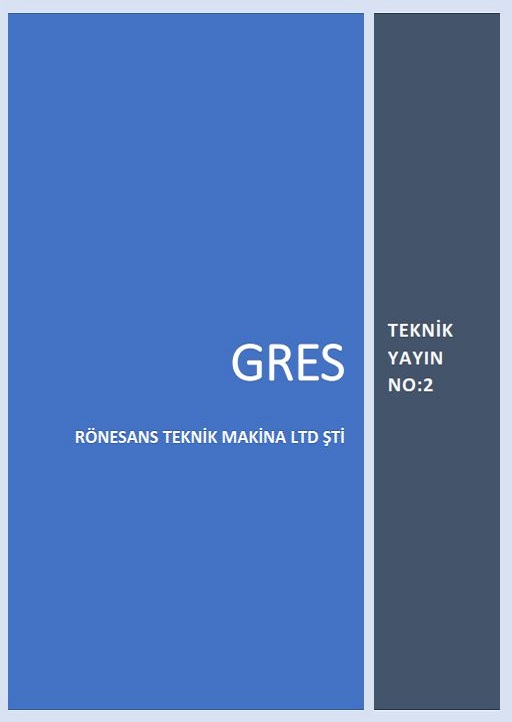 GRES
RÖNESANS TEKNİK MAKİNA LTD ŞTİ
TEKNİK
YAYIN
NO:2